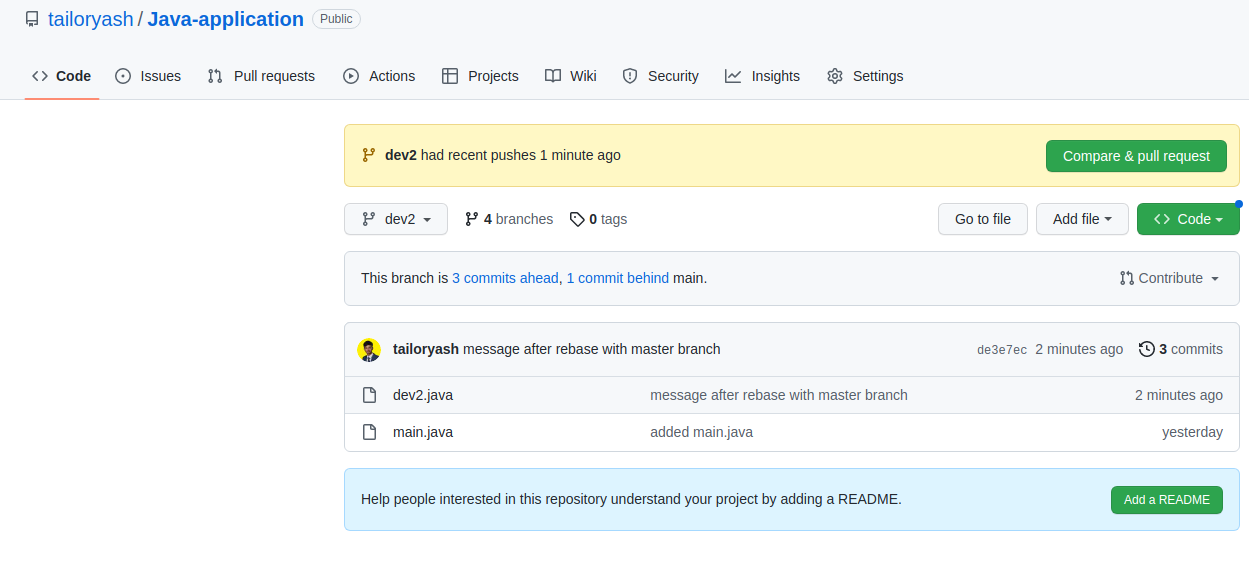 tailoryash / Java-application Public
Code Issues Pull requests Actions Projects Wiki Security Insights Settings
dev2 had recent pushes 1 minute ago Compare & pull request
dev2 4 branches 0 tags Go to file Add file Code
This branch is 3 commits ahead, 1 commit behind main. Contribute
tailoryash message after rebase with master branch de3e7ec 2 minutes ago 3 commits
dev2.java message after rebase with master branch 2 minutes ago
main.java added main.java yesterday
Help people interested in this repository understand your project by adding a README. Add a README